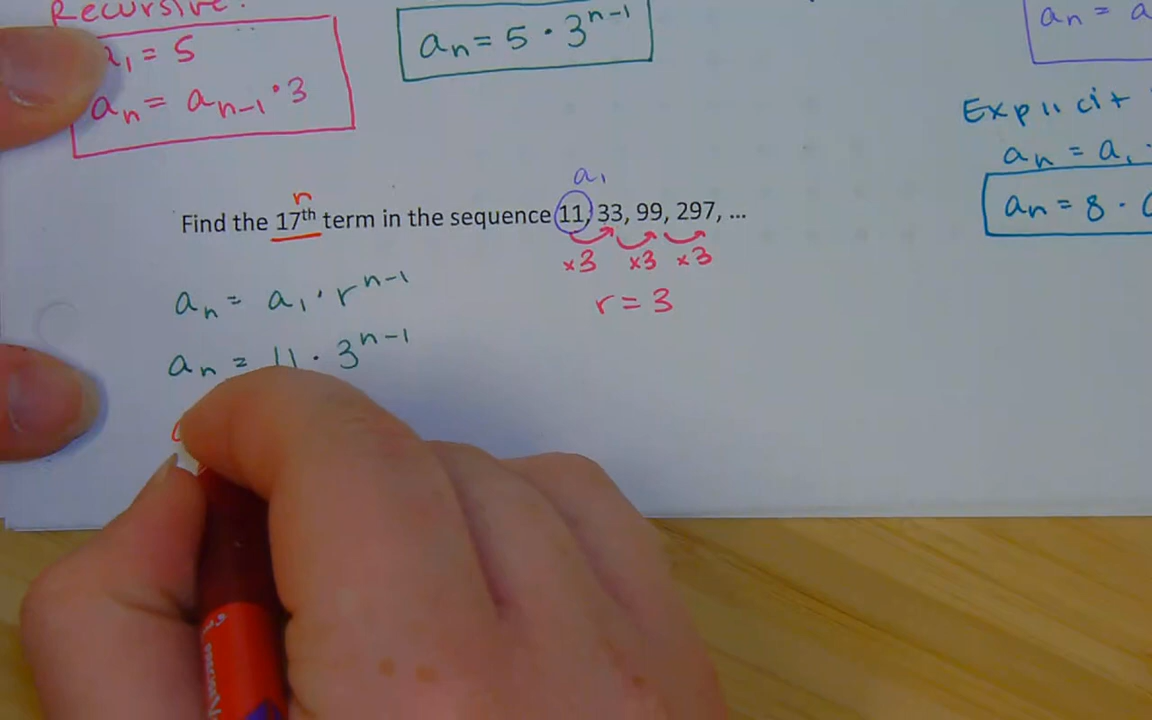 Recursive:
a₁ = 5
aₙ = aₙ₋₁ · 3
aₙ = 5 · 3ⁿ⁻¹
aₙ = a
Explicit
aₙ = a₁ ·
aₙ = 8 ·
n
a₁
Find the 17th term in the sequence 11, 33, 99, 297, ...
×3 ×3 ×3
r = 3
aₙ = a₁ · rⁿ⁻¹
aₙ = 11 · 3ⁿ⁻¹